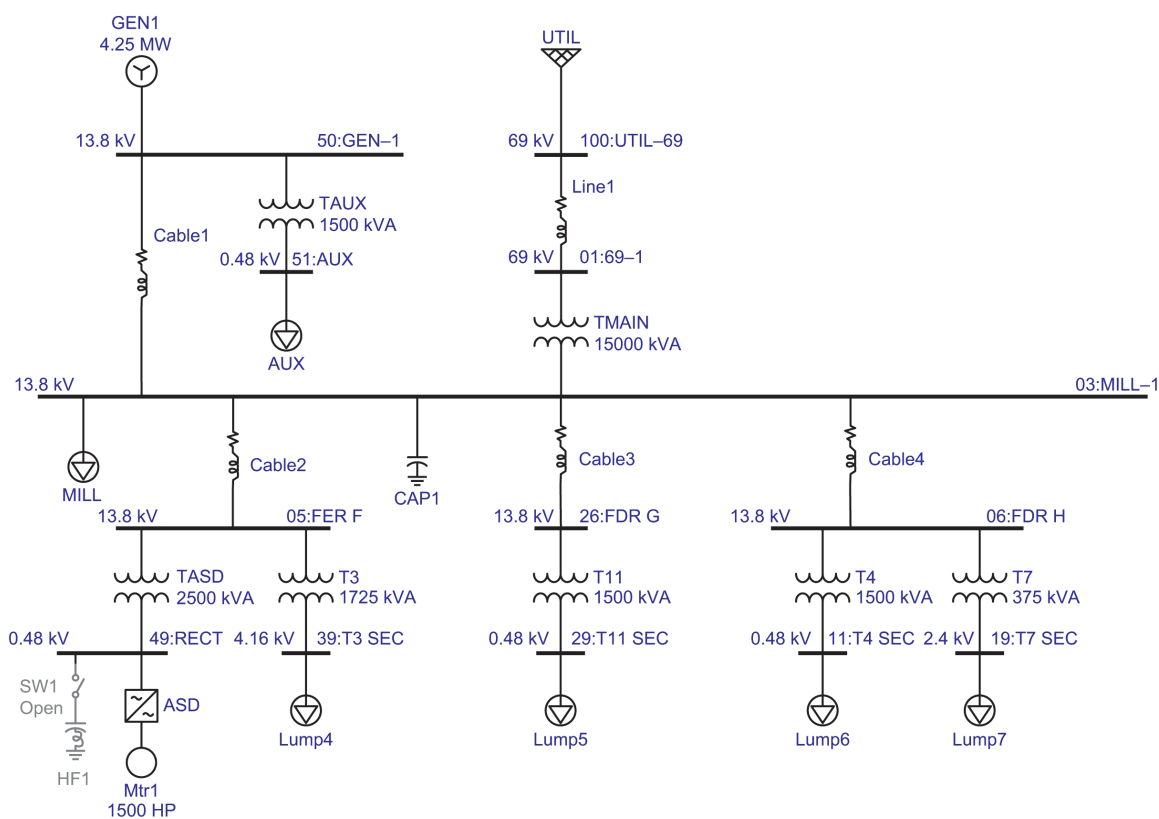 GEN1
4.25 MW
UTIL
13.8 kV
50:GEN–1
69 kV
100:UTIL–69
Line1
TAUX
1500 kVA
Cable1
0.48 kV
51:AUX
69 kV
01:69–1
TMAIN
15000 kVA
AUX
13.8 kV
03:MILL–1
Cable2
Cable3
Cable4
MILL
CAP1
13.8 kV
05:FER F
13.8 kV
26:FDR G
13.8 kV
06:FDR H
TASD
2500 kVA
T3
1725 kVA
T11
1500 kVA
T4
1500 kVA
T7
375 kVA
0.48 kV
49:RECT
4.16 kV
39:T3 SEC
0.48 kV
29:T11 SEC
0.48 kV
11:T4 SEC
2.4 kV
19:T7 SEC
SW1
Open
ASD
Lump4
Lump5
Lump6
Lump7
HF1
Mtr1
1500 HP